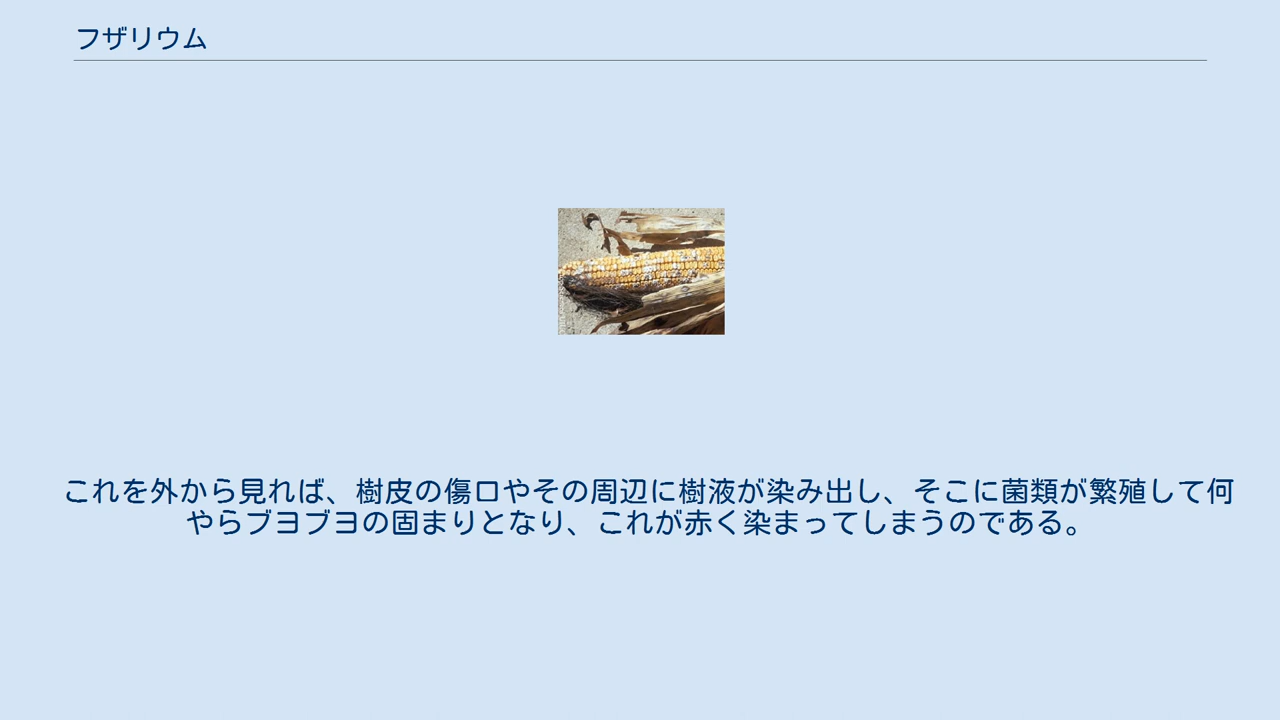 フザリウム
これを外から見れば、樹皮の傷口やその周辺に樹液が染み出し、そこに菌類が繁殖して何
やらブヨブヨの固まりとなり、これが赤く染まってしまうのである。